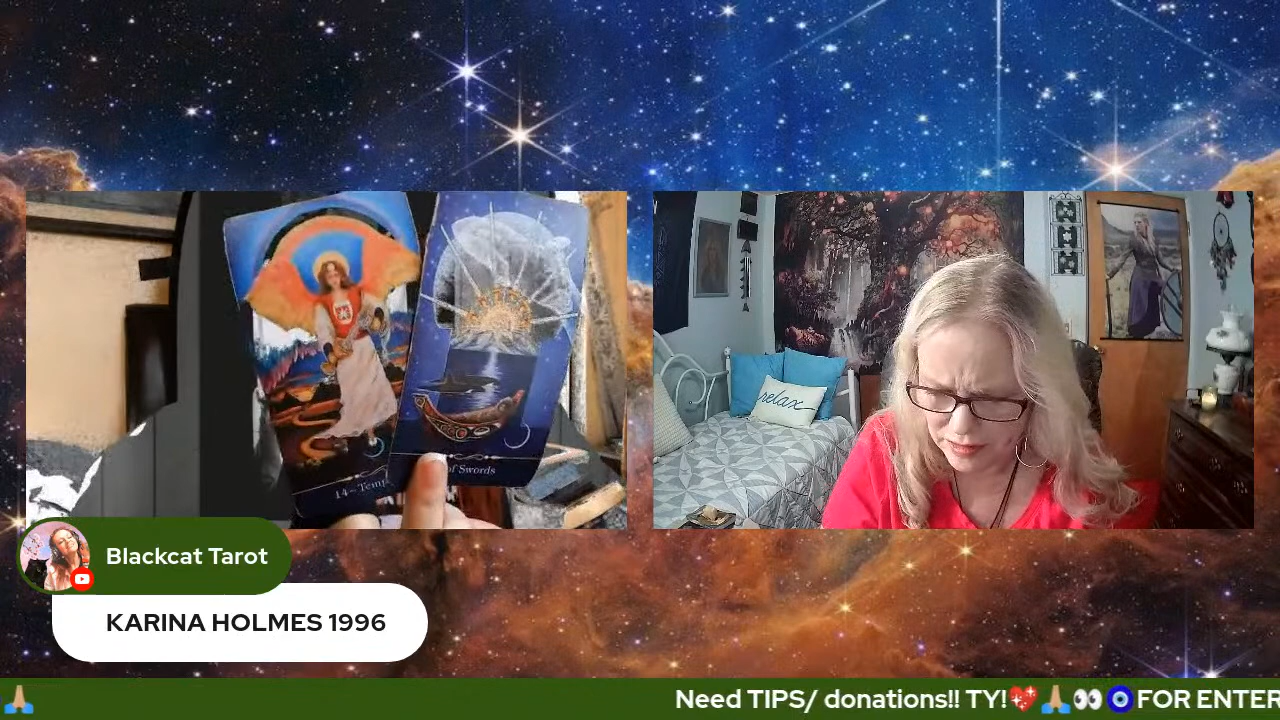 14~Temp
of Swords
relax
Blackcat Tarot
KARINA HOLMES 1996
🙏🏼 Need TIPS/ donations!! TY!💖🙏🏼👀🧿FOR ENTER